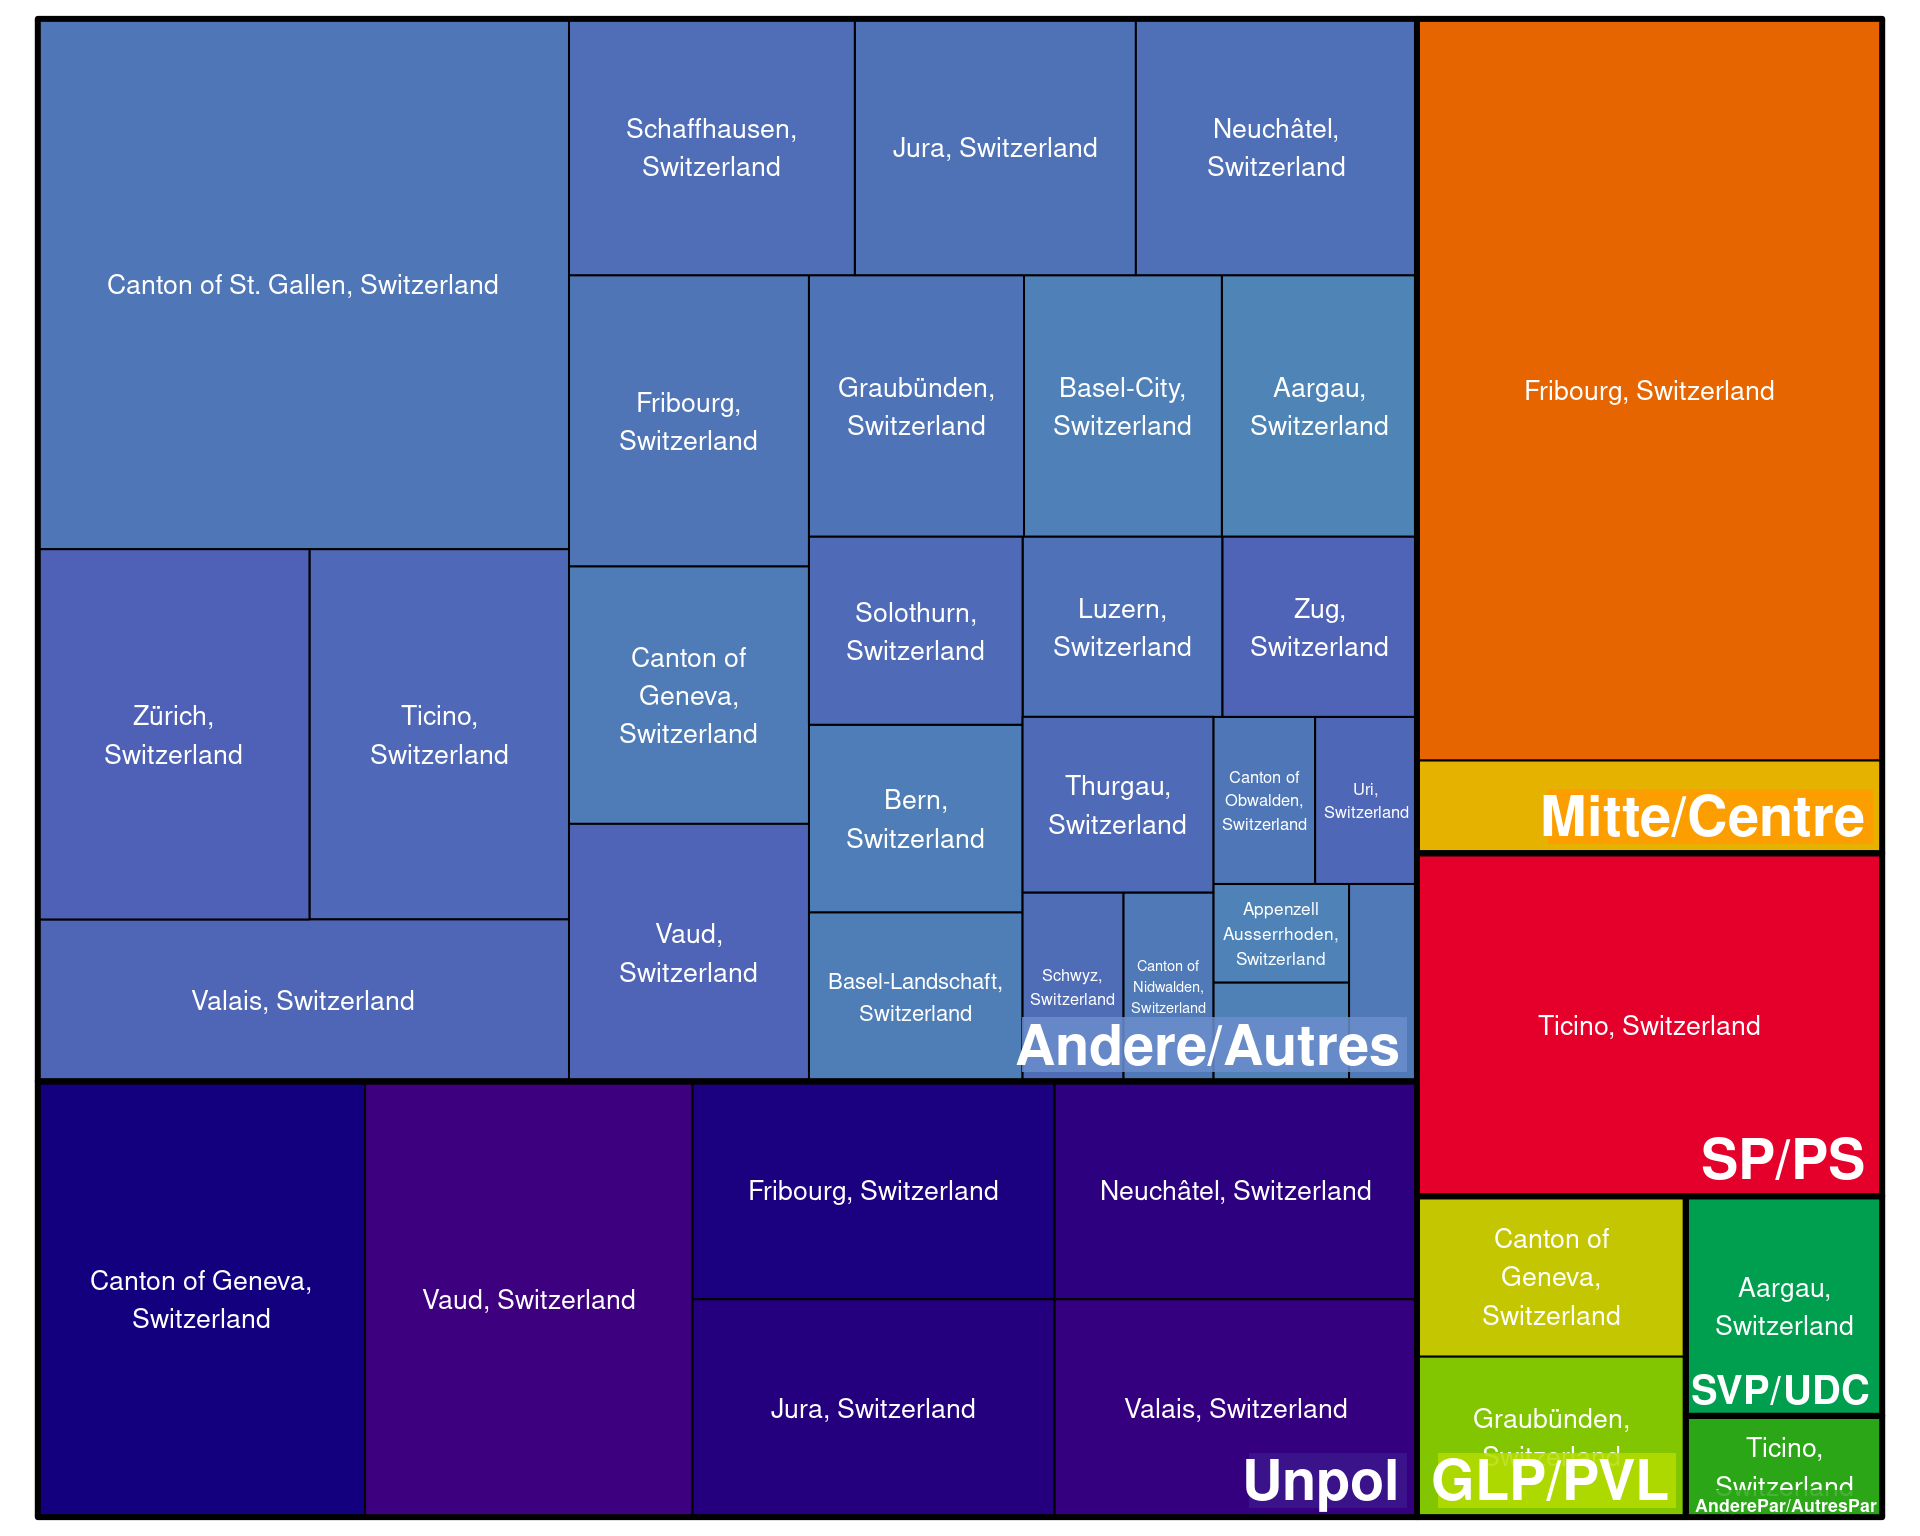 Canton of St. Gallen, Switzerland
Schaffhausen,
Switzerland
Jura, Switzerland
Neuchâtel,
Switzerland
Fribourg,
Switzerland
Graubünden,
Switzerland
Basel-City,
Switzerland
Aargau,
Switzerland
Zürich,
Switzerland
Ticino,
Switzerland
Valais, Switzerland
Canton of
Geneva,
Switzerland
Vaud,
Switzerland
Solothurn,
Switzerland
Luzern,
Switzerland
Zug,
Switzerland
Bern,
Switzerland
Basel-Landschaft,
Switzerland
Thurgau,
Switzerland
Canton of
Obwalden,
Switzerland
Uri,
Switzerland
Schwyz,
Switzerland
Canton of
Nidwalden,
Switzerland
Appenzell
Ausserrhoden,
Switzerland
Andere/Autres
Canton of Geneva,
Switzerland
Vaud, Switzerland
Fribourg, Switzerland
Neuchâtel, Switzerland
Jura, Switzerland
Valais, Switzerland
Unpol
Fribourg, Switzerland
Mitte/Centre
Ticino, Switzerland
SP/PS
Canton of
Geneva,
Switzerland
Graubünden,
Switzerland
GLP/PVL
Aargau,
Switzerland
SVP/UDC
Ticino,
Switzerland
AnderePar/AutresPar